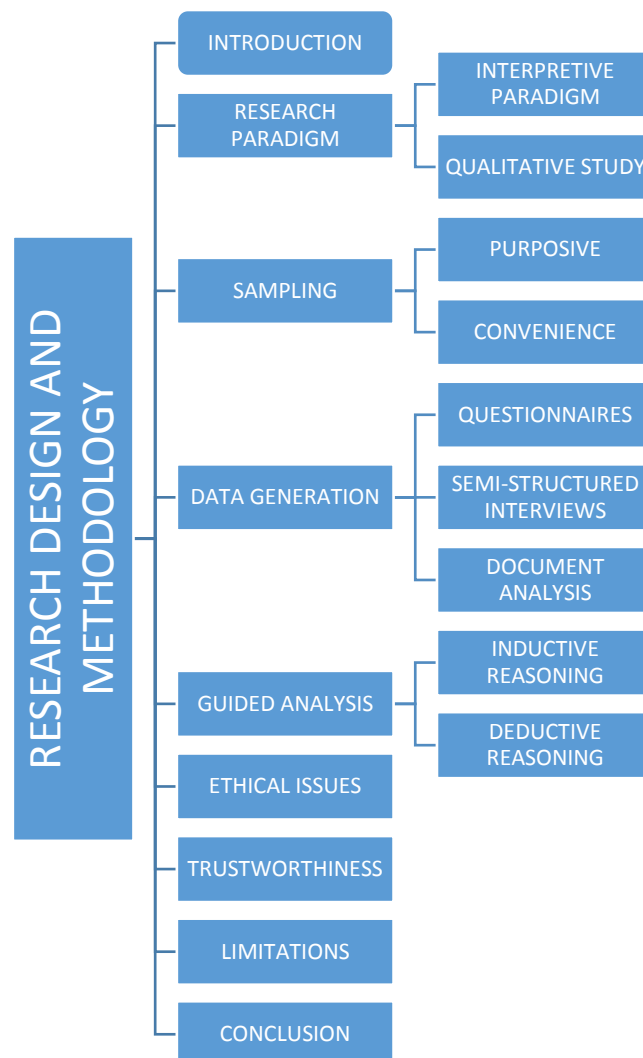 RESEARCH DESIGN AND
METHODOLOGY
INTRODUCTION
RESEARCH
PARADIGM
INTERPRETIVE
PARADIGM
QUALITATIVE STUDY
SAMPLING
PURPOSIVE
CONVENIENCE
DATA GENERATION
QUESTIONNAIRES
SEMI-STRUCTURED
INTERVIEWS
DOCUMENT
ANALYSIS
GUIDED ANALYSIS
INDUCTIVE
REASONING
DEDUCTIVE
REASONING
ETHICAL ISSUES
TRUSTWORTHINESS
LIMITATIONS
CONCLUSION